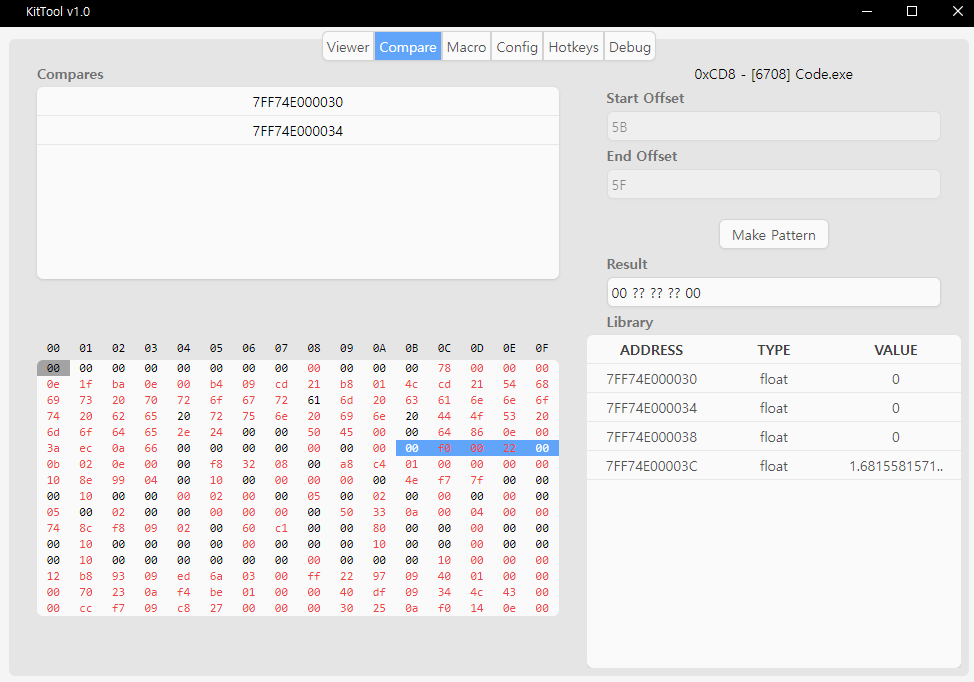 KitTool v1.0
Viewer Compare Macro Config Hotkeys Debug
Compares
7FF74E000030
7FF74E000034
0xCD8 - [6708] Code.exe
Start Offset
5B
End Offset
5F
Make Pattern
Result
00 ?? ?? ?? 00
Library
ADDRESS TYPE VALUE
7FF74E000030 float 0
7FF74E000034 float 0
7FF74E000038 float 0
7FF74E00003C float 1.6815581571..
00 01 02 03 04 05 06 07 08 09 0A 0B 0C 0D 0E 0F
00 00 00 00 00 00 00 00 00 00 00 00 78 00 00 00
0e 1f ba 0e 00 b4 09 cd 21 b8 01 4c cd 21 54 68
69 73 20 70 72 6f 67 72 61 6d 20 63 61 6e 6e 6f
74 20 62 65 20 72 75 6e 20 69 6e 20 44 4f 53 20
6d 6f 64 65 2e 24 00 00 50 45 00 00 64 86 0e 00
3a ec 0a 66 00 00 00 00 00 00 00 00 f0 00 22 00
0b 02 0e 00 00 f8 32 08 00 a8 c4 01 00 00 00 00
10 8e 99 04 00 10 00 00 00 00 00 4e f7 7f 00 00
00 10 00 00 00 02 00 00 05 00 02 00 00 00 00 00
05 00 02 00 00 00 00 00 00 50 33 0a 00 04 00 00
74 8c f8 09 02 00 60 c1 00 00 80 00 00 00 00 00
00 10 00 00 00 00 00 00 00 00 10 00 00 00 00 00
00 10 00 00 00 00 00 00 00 00 00 00 10 00 00 00
12 b8 93 09 ed 6a 03 00 ff 22 97 09 40 01 00 00
00 70 23 0a f4 be 01 00 00 40 df 09 34 4c 43 00
00 cc f7 09 c8 27 00 00 00 30 25 0a f0 14 0e 00